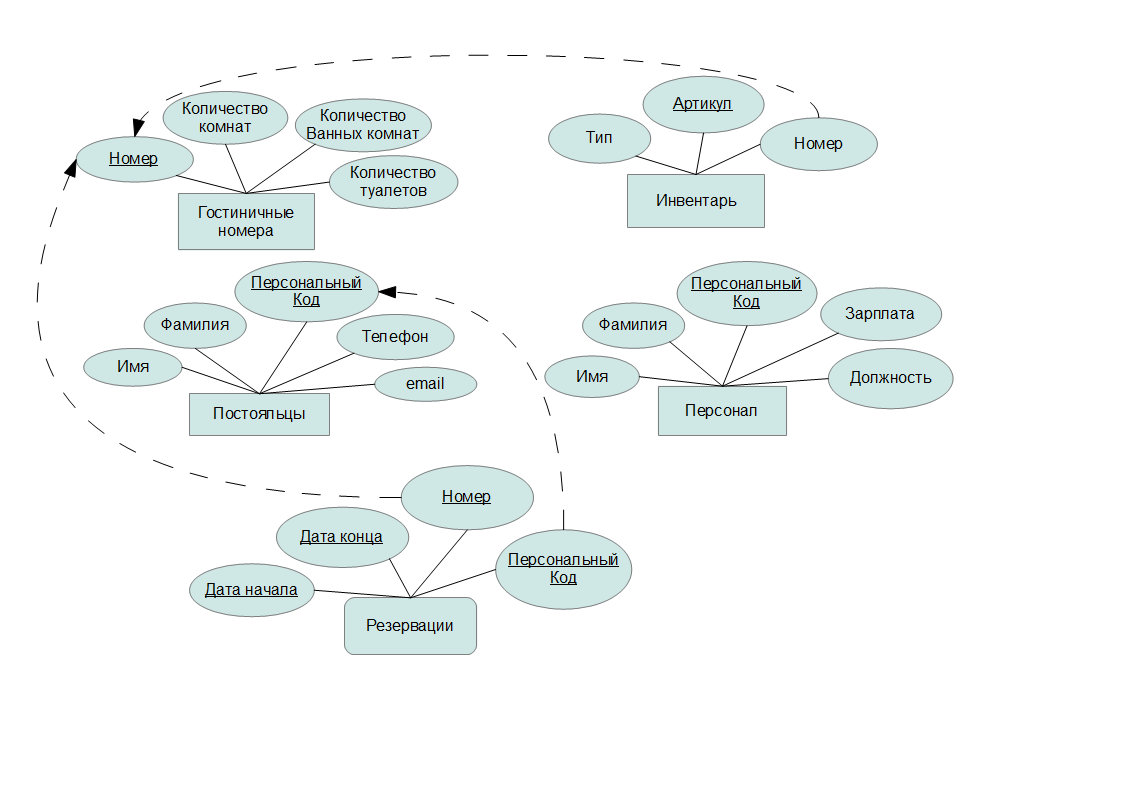 Количество
комнат
Количество
Ванных комнат
Номер
Количество
туалетов
Гостиничные
номера
Артикул
Тип
Номер
Инвентарь
Персональный
Код
Фамилия
Телефон
Имя
email
Постояльцы
Персональный
Код
Зарплата
Фамилия
Имя
Должность
Персонал
Номер
Дата конца
Персональный
Код
Дата начала
Резервации